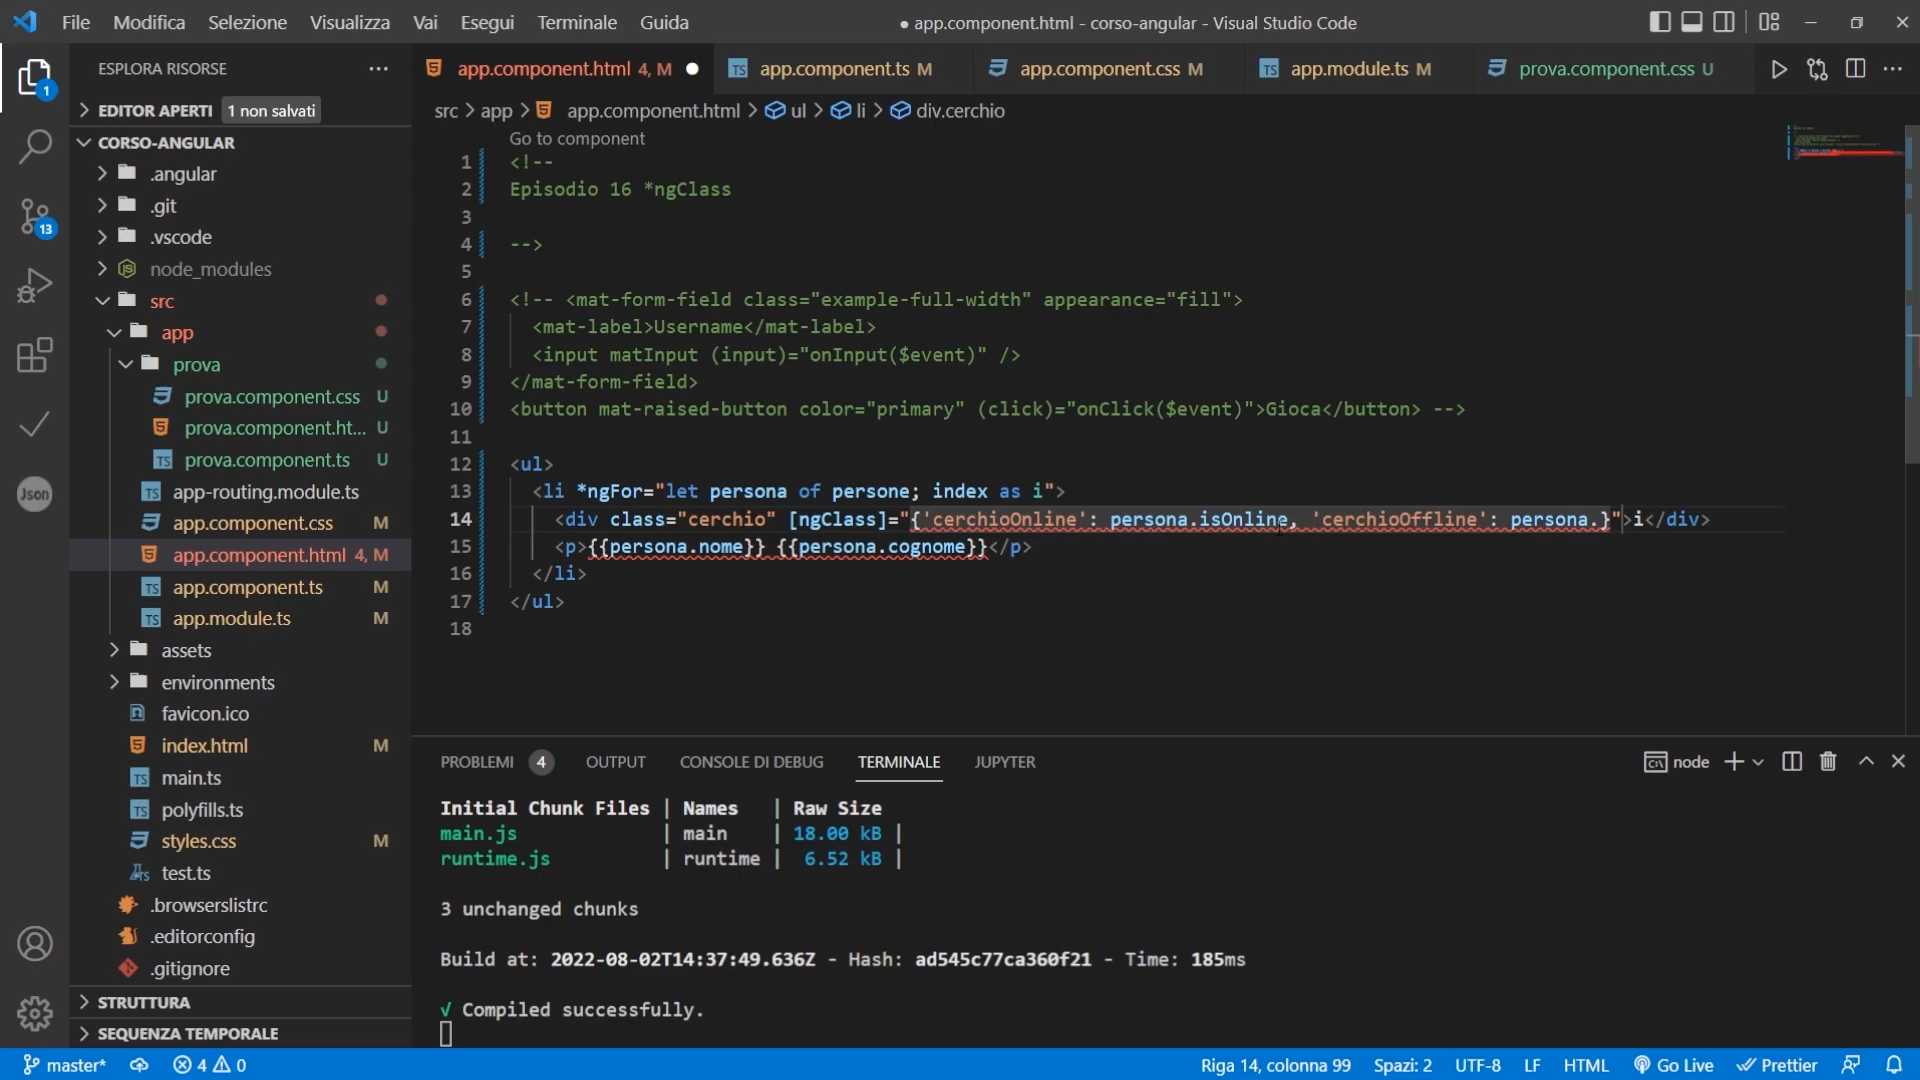 File Modifica Selezione Visualizza Vai Esegui Terminale Guida
● app.component.html - corso-angular - Visual Studio Code
ESPLORA RISORSE
EDITOR APERTI 1 non salvati
CORSO-ANGULAR
.angular
.git
.vscode
node_modules
src
app
prova
prova.component.css U
prova.component.ht... U
prova.component.ts U
app-routing.module.ts
app.component.css M
app.component.html 4, M
app.component.ts M
app.module.ts M
assets
environments
favicon.ico
index.html M
main.ts
polyfills.ts
styles.css M
test.ts
.browserslistrc
.editorconfig
.gitignore
STRUTTURA
SEQUENZA TEMPORALE
1
13
Json
app.component.html 4, M
app.component.ts M
app.component.css M
app.module.ts M
prova.component.css U
src > app > app.component.html > ul > li > div.cerchio
Go to component
1 <!--
2 Episodio 16 *ngClass
3
4 -->
5
6 <!-- <mat-form-field class="example-full-width" appearance="fill">
7 <mat-label>Username</mat-label>
8 <input matInput (input)="onInput($event)" />
9 </mat-form-field>
10 <button mat-raised-button color="primary" (click)="onClick($event)">Gioca</button> -->
11
12 <ul>
13 <li *ngFor="let persona of persone; index as i">
14 <div class="cerchio" [ngClass]="{'cerchioOnline': persona.isOnline, 'cerchioOffline': persona.}">i</div>
15 <p>{{persona.nome}} {{persona.cognome}}</p>
16 </li>
17 </ul>
18
PROBLEMI 4 OUTPUT CONSOLE DI DEBUG TERMINALE JUPYTER
node
Initial Chunk Files | Names | Raw Size
main.js | main | 18.00 kB |
runtime.js | runtime | 6.52 kB |
3 unchanged chunks
Build at: 2022-08-02T14:37:49.636Z - Hash: ad545c77ca360f21 - Time: 185ms
√ Compiled successfully.
master* 4 0
Riga 14, colonna 99 Spazi: 2 UTF-8 LF HTML Go Live Prettier